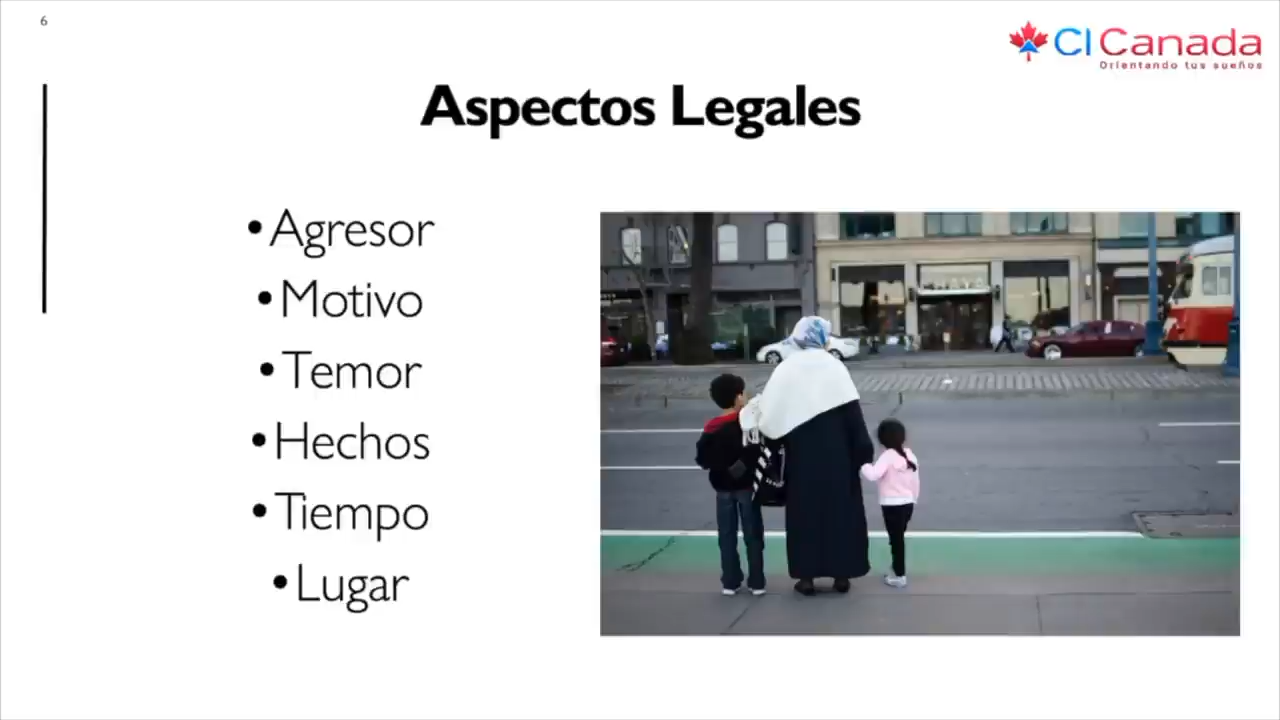 6
CI Canada
Orientando tus sueños
Aspectos Legales
• Agresor
• Motivo
• Temor
• Hechos
• Tiempo
• Lugar